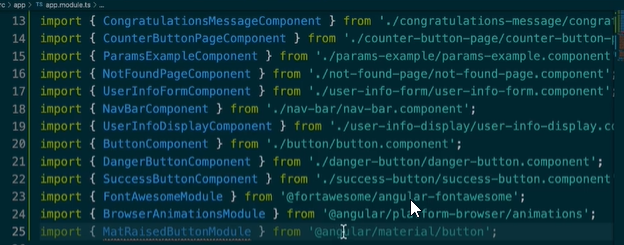 app > app.module.ts > ...
13 import { CongratulationsMessageComponent } from './congratulations-message/congra
14 import { CounterButtonPageComponent } from './counter-button-page/counter-button-
15 import { ParamsExampleComponent } from './params-example/params-example.component
16 import { NotFoundPageComponent } from './not-found-page/not-found-page.component'
17 import { UserInfoFormComponent } from './user-info-form/user-info-form.component'
18 import { NavBarComponent } from './nav-bar/nav-bar.component';
19 import { UserInfoDisplayComponent } from './user-info-display/user-info-display.co
20 import { ButtonComponent } from './button/button.component';
21 import { DangerButtonComponent } from './danger-button/danger-button.component';
22 import { SuccessButtonComponent } from './success-button/success-button.component
23 import { FontAwesomeModule } from '@fortawesome/angular-fontawesome';
24 import { BrowserAnimationsModule } from '@angular/platform-browser/animations';
25 import { MatRaisedButtonModule } from '@angular/material/button';